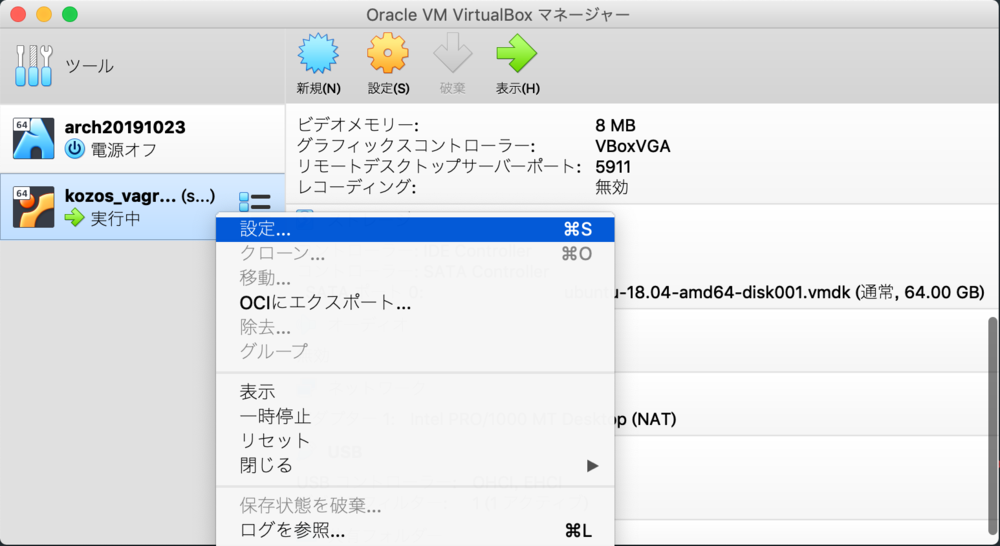 Oracle VM VirtualBox マネージャー
ツール
新規(N)
設定(S)
破棄
表示(H)
64
arch20191023
電源オフ
64
kozos_vagr... (s...)
実行中
ビデオメモリー: 8 MB
グラフィックスコントローラー: VBoxVGA
リモートデスクトップサーバーポート: 5911
レコーディング: 無効
設定... ⌘S
クローン... ⌘O
移動...
OCIにエクスポート...
除去...
グループ
表示
一時停止
リセット
閉じる
保存状態を破棄...
ログを参照... ⌘L
IDE Controller
SATA Controller
ubuntu-18.04-amd64-disk001.vmdk (通常, 64.00 GB)
Intel PRO/1000 MT Desktop (NAT)
USB
OHCI, EHCI